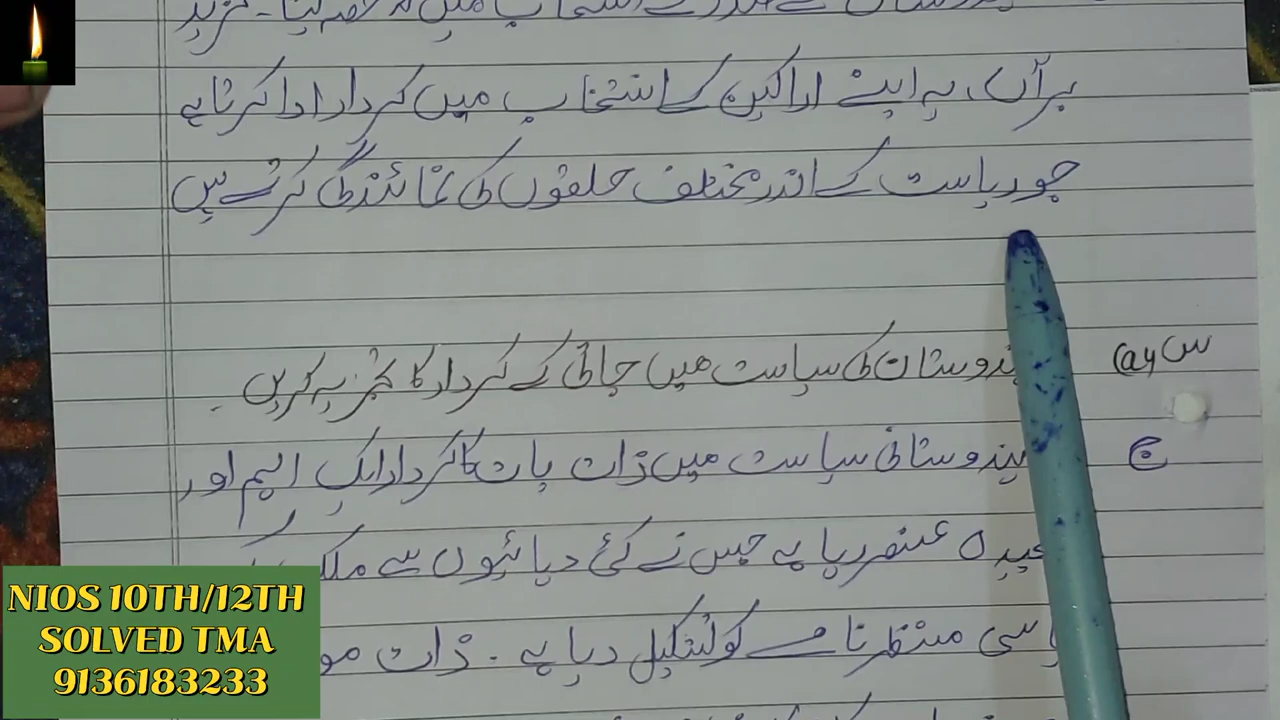 برآں، یہ اپنے اراکین کے انتخاب میں کردار ادا کرتا ہے
جو ریاست کے اندر مختلف حلقوں کی نمائندگی کرتے ہیں
ہندوستان کی سیاست میں جاتی کے کردار کا تجزیہ کریں۔
ج ہندوستانی سیاست میں ذات پات کا کردار ایک اہم اور
عنصر رہا ہے جس نے کئی دہائیوں سے ملک
منظر نامے کو تشکیل دیا ہے ۔ ذات
NIOS 10TH/12TH
SOLVED TMA
9136183233